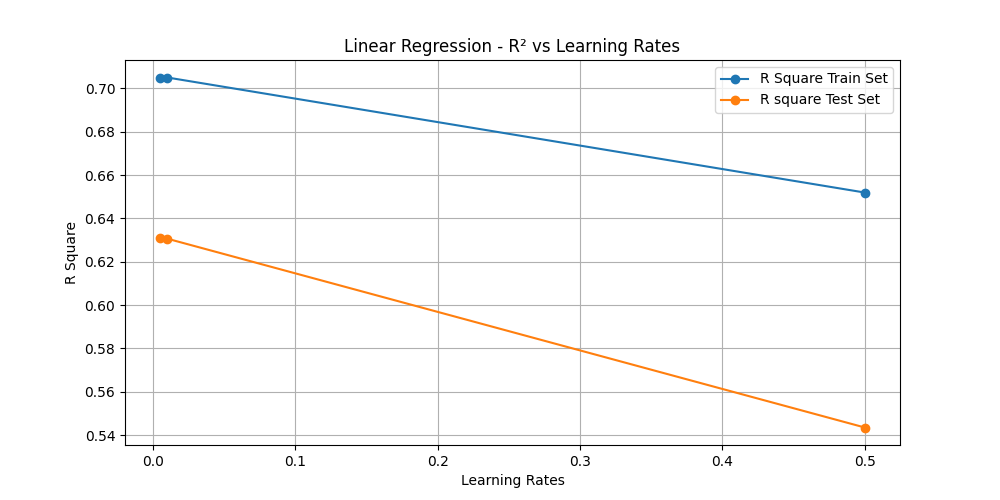 Linear Regression - R² vs Learning Rates
R Square Train Set
R square Test Set
R Square
0.70
0.68
0.66
0.64
0.62
0.60
0.58
0.56
0.54
0.0 0.1 0.2 0.3 0.4 0.5
Learning Rates